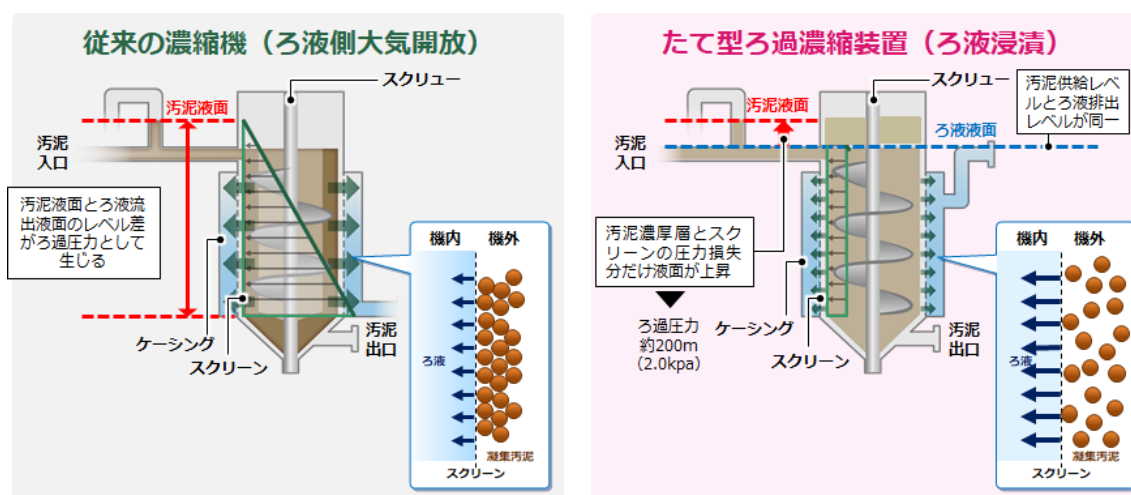 従来の濃縮機（ろ液側大気開放）
スクリュー
汚泥液面
汚泥
入口
汚泥液面とろ液流
出液面のレベル差
がろ過圧力として
生じる
ケーシング
スクリーン
汚泥
出口
機内
機外
ろ液
凝集汚泥
スクリーン
たて型ろ過濃縮装置（ろ液浸漬）
スクリュー
汚泥供給レベ
ルとろ液排出
レベルが同一
汚泥液面
ろ液液面
汚泥
入口
汚泥濃厚層とスク
リーンの圧力損失
分だけ液面が上昇
ろ過圧力
約200m
（2.0kpa）
ケーシング
スクリーン
汚泥
出口
機内
機外
ろ液
凝集汚泥
スクリーン